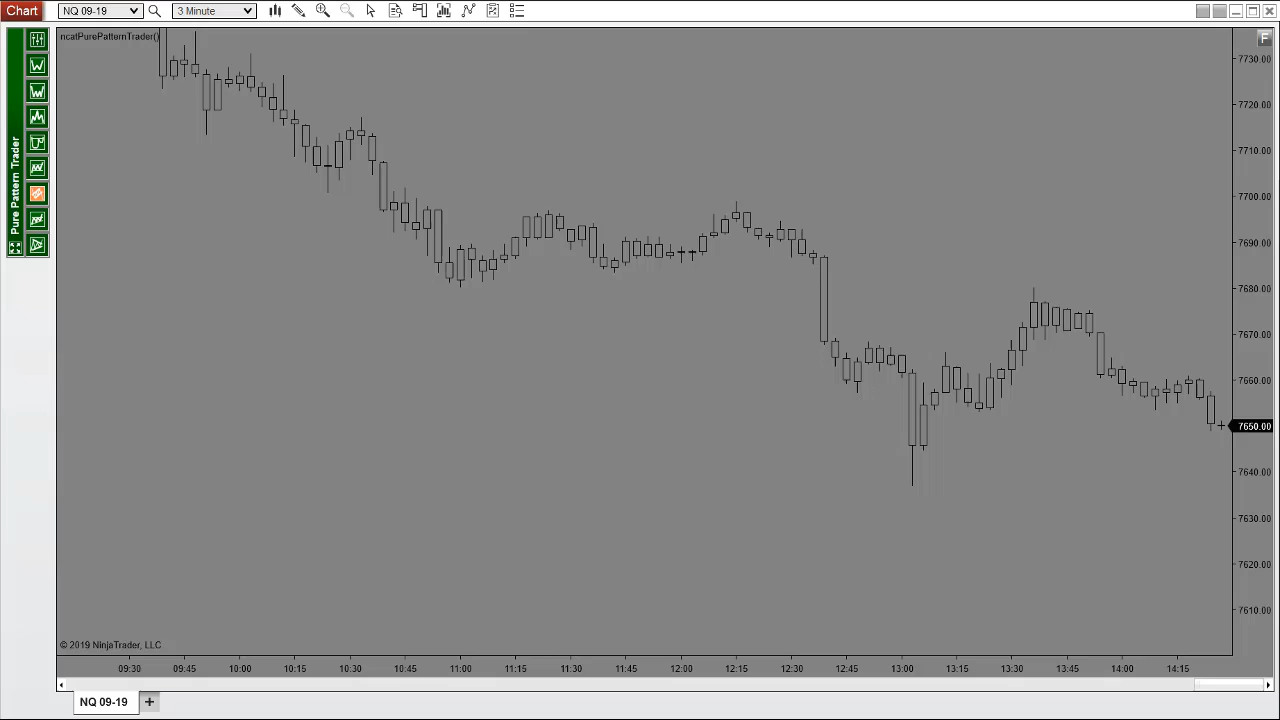 Chart
NQ 09-19
3 Minute
ncatPurePatternTrader()
F
Pure Pattern Trader
7730.00
7720.00
7710.00
7700.00
7690.00
7680.00
7670.00
7660.00
7650.00
7640.00
7630.00
7620.00
7610.00
© 2019 NinjaTrader, LLC
09:30 09:45 10:00 10:15 10:30 10:45 11:00 11:15 11:30 11:45 12:00 12:15 12:30 12:45 13:00 13:15 13:30 13:45 14:00 14:15
NQ 09-19